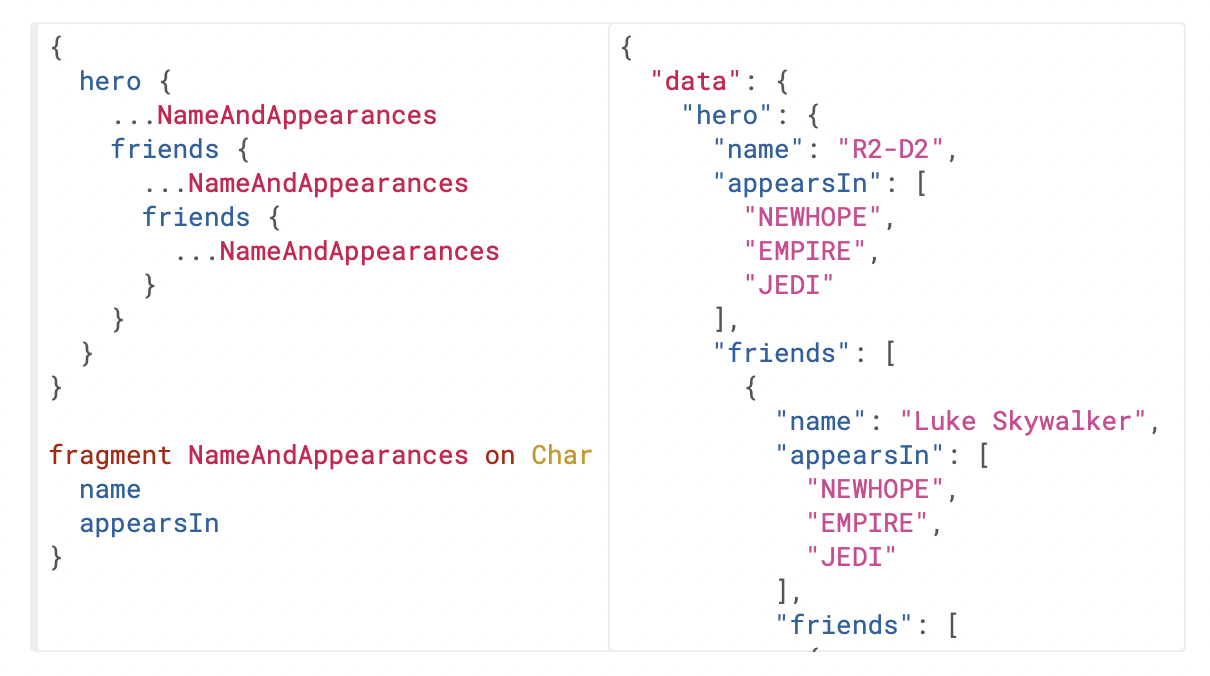 {
  hero {
    ...NameAndAppearances
    friends {
      ...NameAndAppearances
      friends {
        ...NameAndAppearances
      }
    }
  }
}

fragment NameAndAppearances on Char
  name
  appearsIn
}
{
  "data": {
    "hero": {
      "name": "R2-D2",
      "appearsIn": [
        "NEWHOPE",
        "EMPIRE",
        "JEDI"
      ],
      "friends": [
        {
          "name": "Luke Skywalker",
          "appearsIn": [
            "NEWHOPE",
            "EMPIRE",
            "JEDI"
          ],
          "friends": [